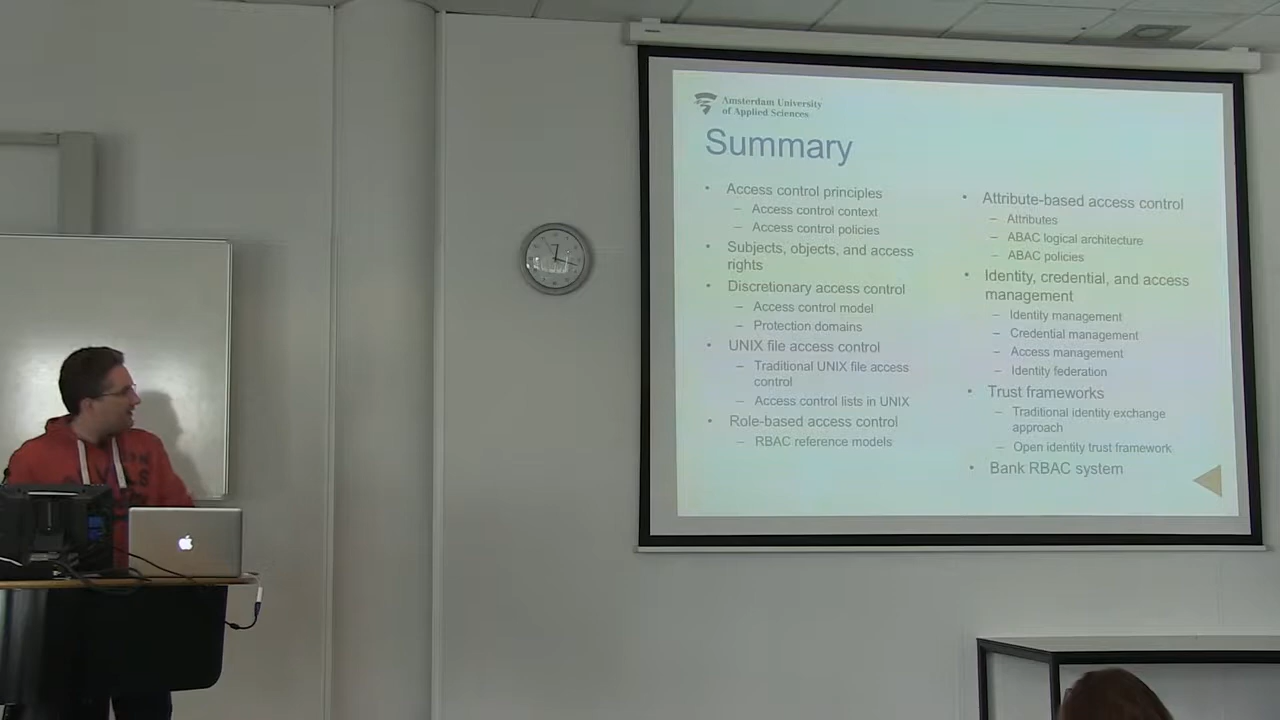 Amsterdam University
of Applied Sciences
Summary
• Access control principles
– Access control context
– Access control policies
• Subjects, objects, and access
rights
• Discretionary access control
– Access control model
– Protection domains
• UNIX file access control
– Traditional UNIX file access
control
– Access control lists in UNIX
• Role-based access control
– RBAC reference models
• Attribute-based access control
– Attributes
– ABAC logical architecture
– ABAC policies
• Identity, credential, and access
management
– Identity management
– Credential management
– Access management
– Identity federation
• Trust frameworks
– Traditional identity exchange
approach
– Open identity trust framework
• Bank RBAC system